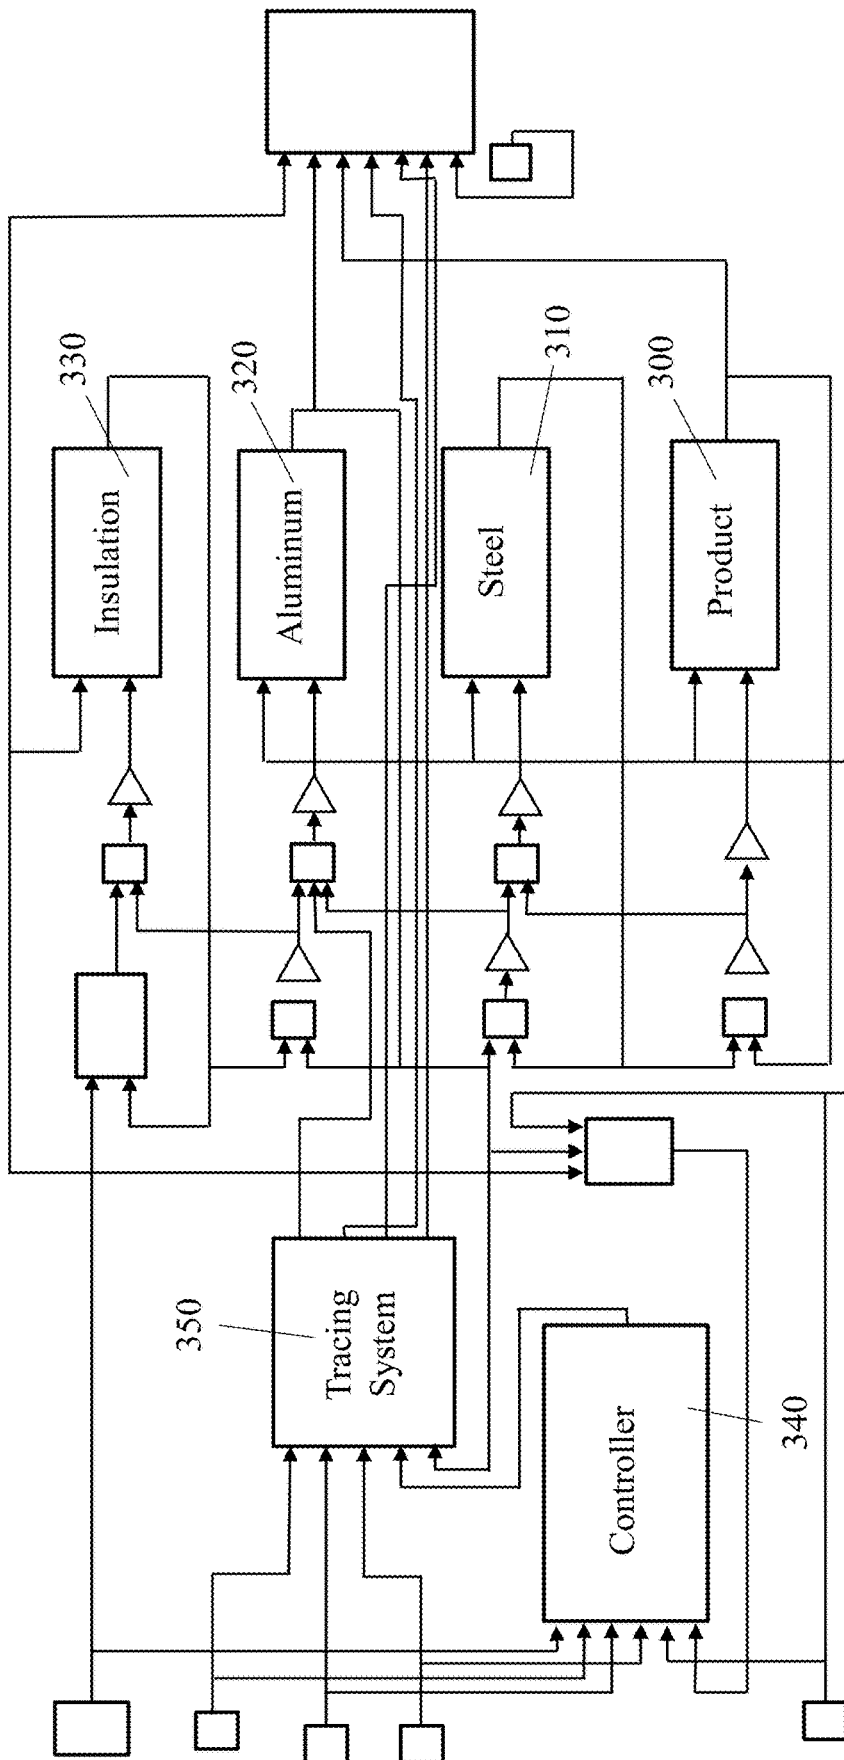 350
Tracing
System
Controller
340
330
Insulation
320
Aluminum
310
Steel
300
Product